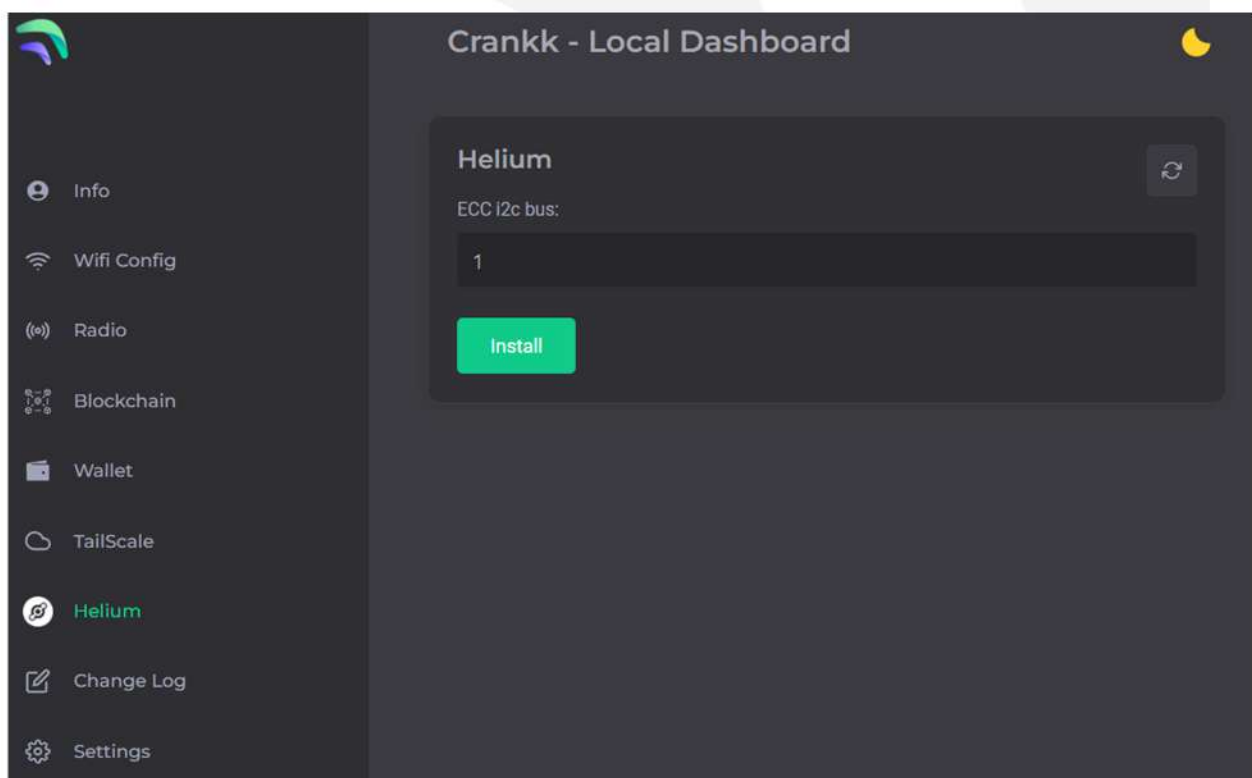 Crankk - Local Dashboard
Info
Wifi Config
Radio
Blockchain
Wallet
TailScale
Helium
Change Log
Settings
Helium
ECC i2c bus:
1
Install